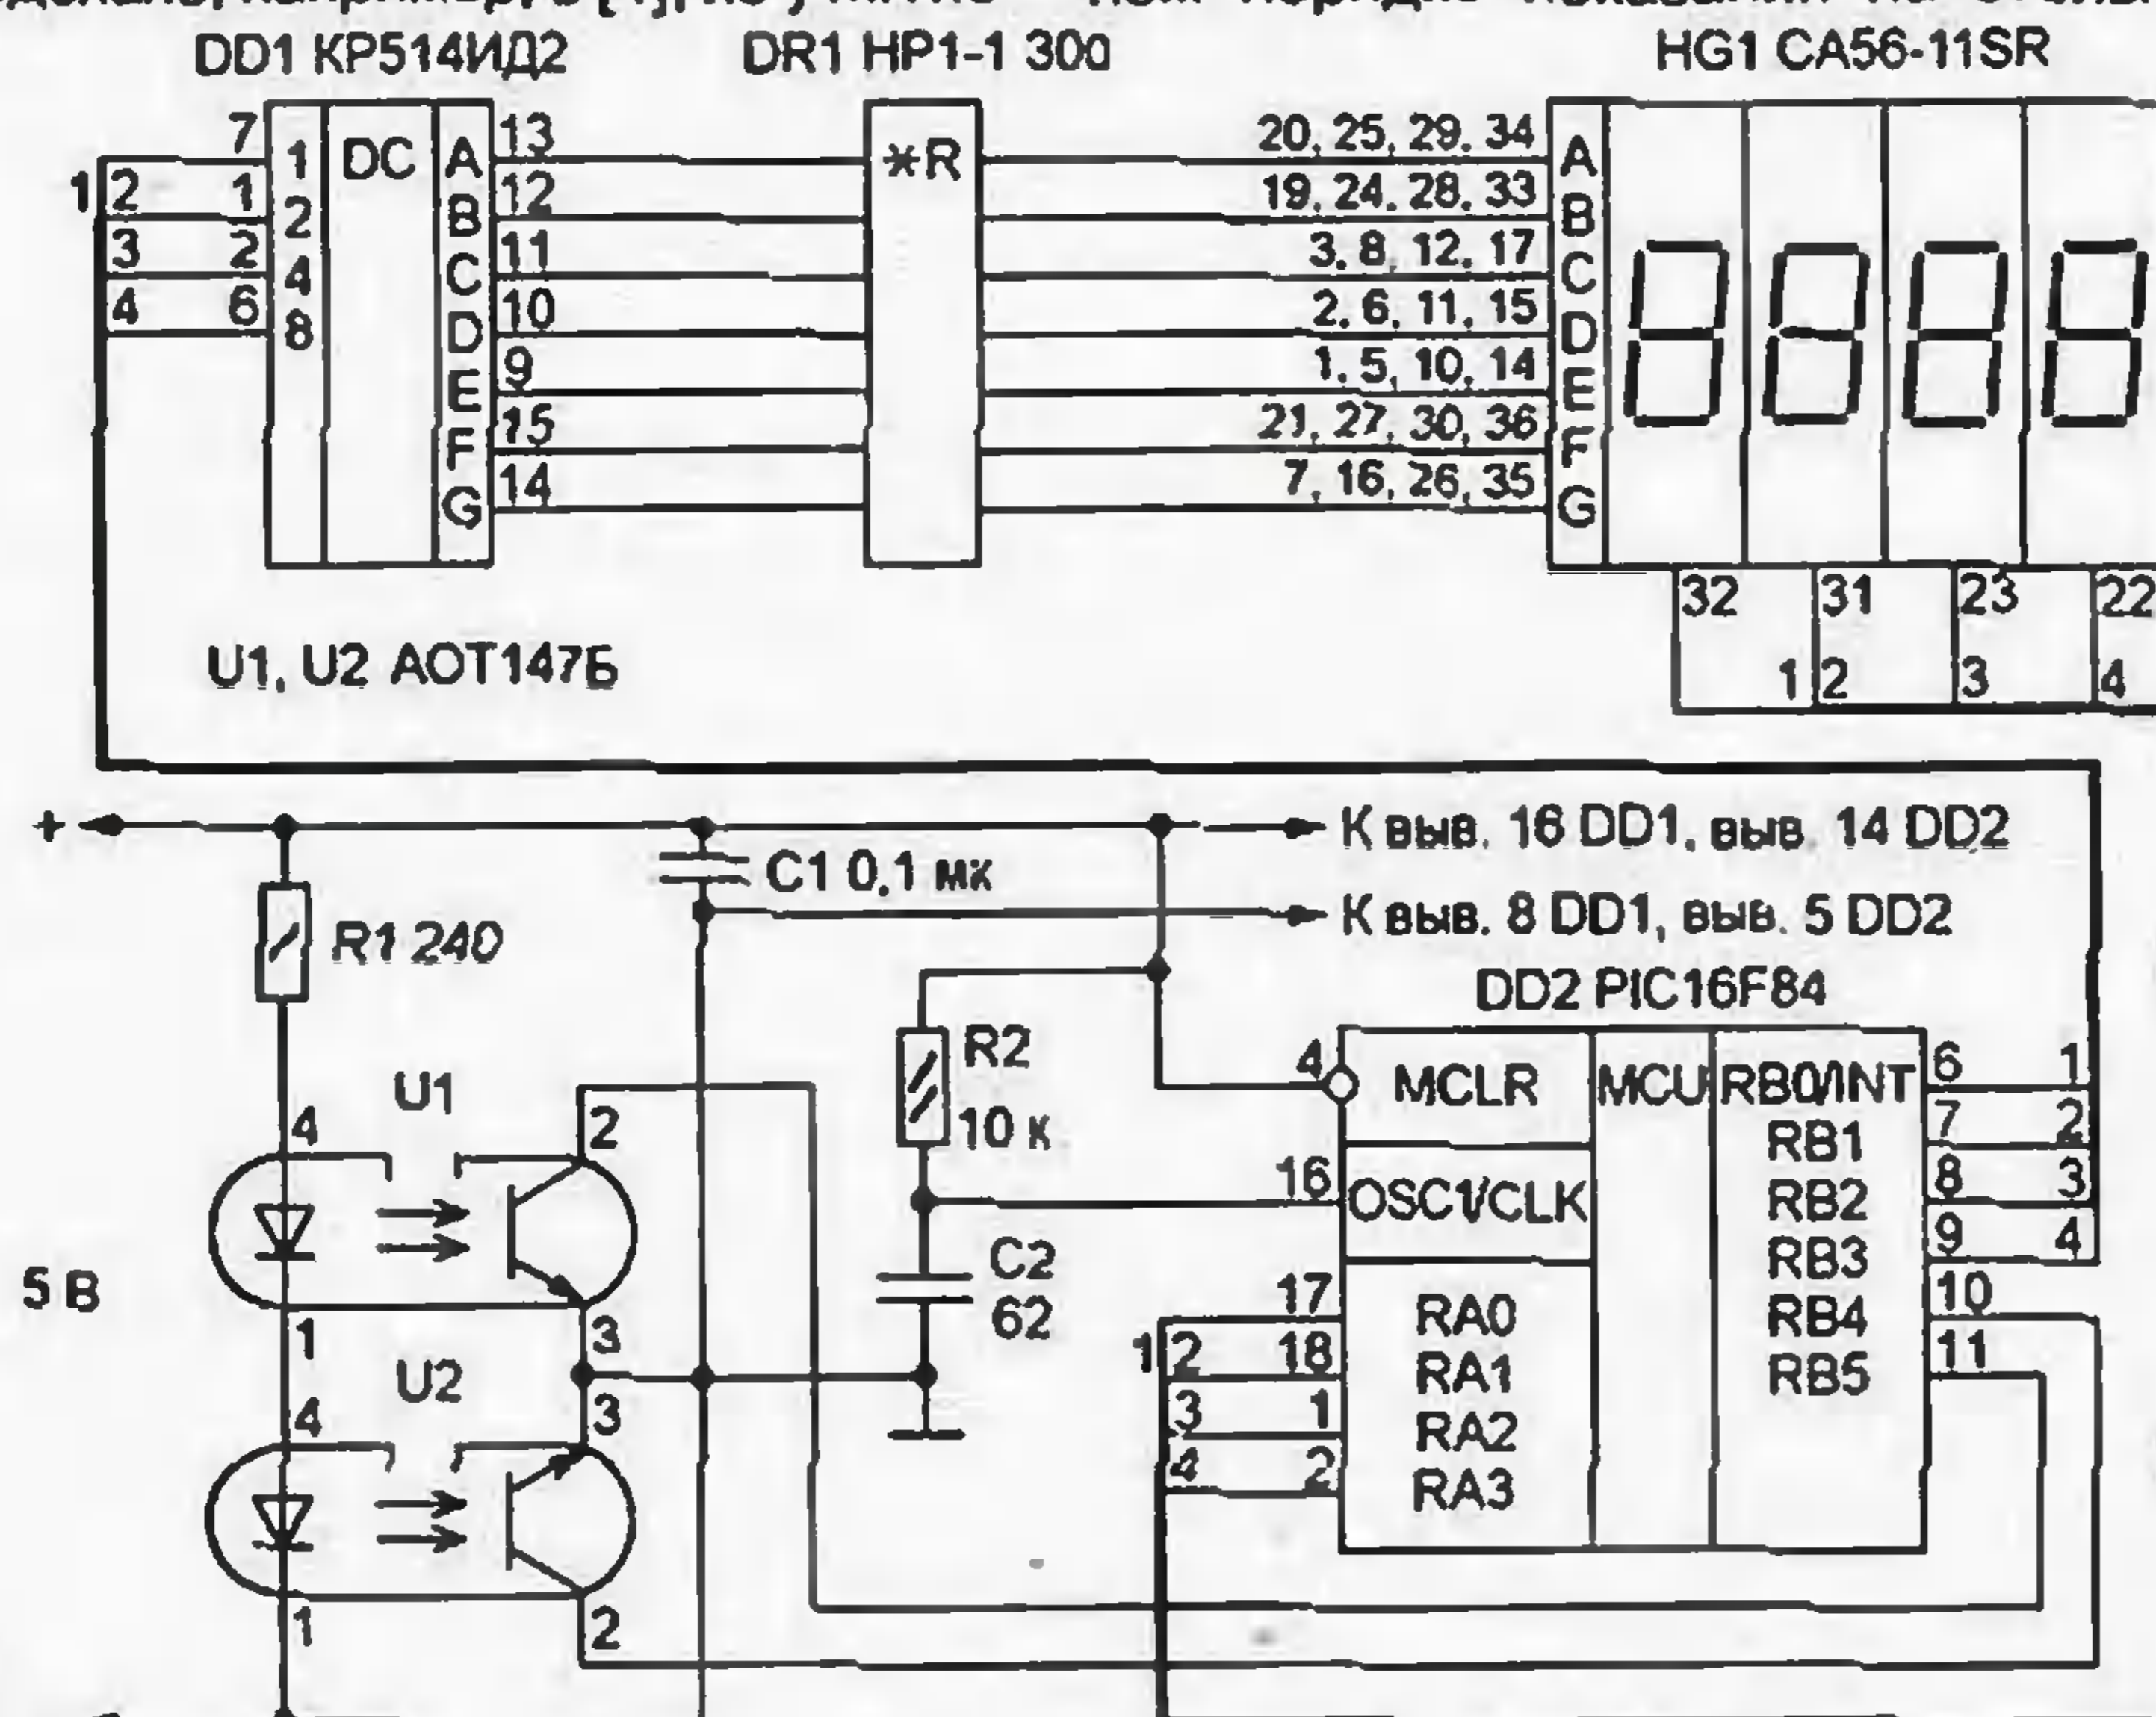 DD1 КР514ИД2
DR1 НР1-1 300
HG1 CA56-11SR
7 1 DC A 13 *R 20, 25, 29, 34 A
1 2 1 2 B 12 19, 24, 28, 33 B
3 2 4 C 11 3, 8, 12, 17 C
4 6 8 D 10 2, 6, 11, 15 D
E 9 1, 5, 10, 14 E
F 15 21, 27, 30, 36 F
G 14 7, 16, 26, 35 G
32 31 23 22
U1, U2 АОТ147Б
1 2 3 4
+
К выв. 16 DD1, выв. 14 DD2
C1 0,1 мк
К выв. 8 DD1, выв. 5 DD2
R1 240
DD2 PIC16F84
R2
10 к
4 MCLR MCU RB0/INT 6 1
U1
4 2
RB1 7 2
16 OSC1/CLK RB2 8 3
C2
62
RB3 9 4
5 В
1 3
17 RA0 RB4 10
U2
1 2 18 RA1 RB5 11
4 3
3 1 RA2
4 2 RA3
1 2